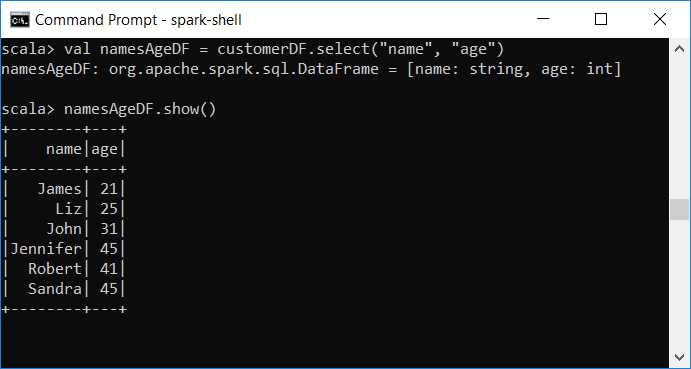 Command Prompt - spark-shell
scala> val namesAgeDF = customerDF.select("name", "age")
namesAgeDF: org.apache.spark.sql.DataFrame = [name: string, age: int]
scala> namesAgeDF.show()
+--------+---+
|    name|age|
+--------+---+
|   James| 21|
|     Liz| 25|
|    John| 31|
|Jennifer| 45|
|  Robert| 41|
|  Sandra| 45|
+--------+---+